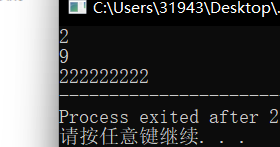 C:\Users\31943\Desktop\.
2
9
222222222
--------------------------------
Process exited after 2
请按任意键继续. . .